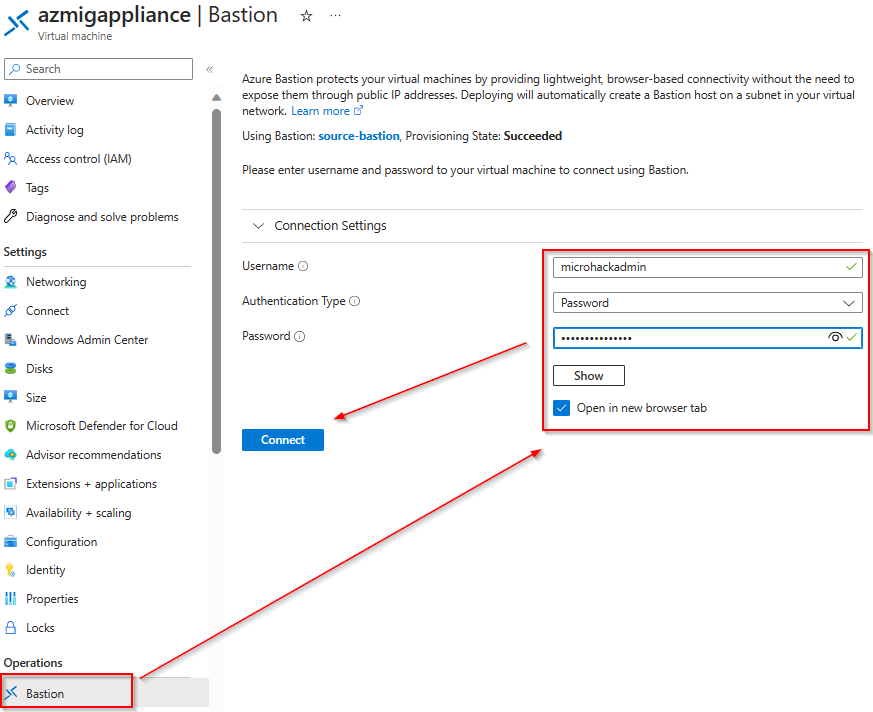 azmigappliance | Bastion ☆ ...
Virtual machine
Search
«
Overview
Activity log
Access control (IAM)
Tags
Diagnose and solve problems
Settings
Networking
Connect
Windows Admin Center
Disks
Size
Microsoft Defender for Cloud
Advisor recommendations
Extensions + applications
Availability + scaling
Configuration
Identity
Properties
Locks
Operations
Bastion
Azure Bastion protects your virtual machines by providing lightweight, browser-based connectivity without the need to
expose them through public IP addresses. Deploying will automatically create a Bastion host on a subnet in your virtual
network. Learn more
Using Bastion: source-bastion, Provisioning State: Succeeded
Please enter username and password to your virtual machine to connect using Bastion.
Connection Settings
Username
microhackadmin
Authentication Type
Password
Password
•••••••••••••••
Show
Open in new browser tab
Connect